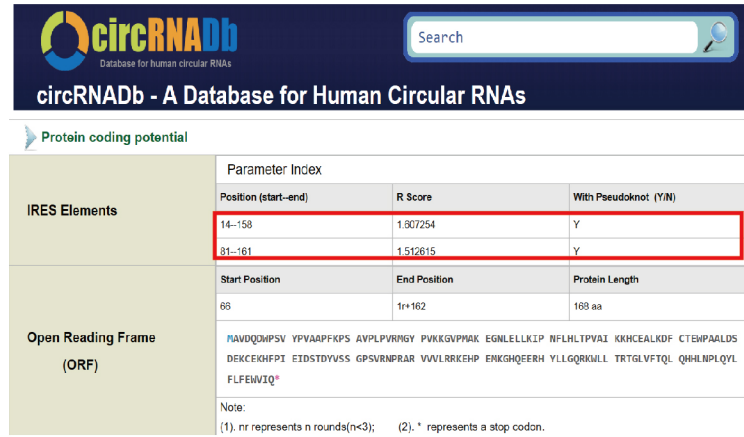 circRNADb
Database for human circular RNAs
Search
circRNADb - A Database for Human Circular RNAs
Protein coding potential
IRES Elements
Parameter Index
Position (start--end) R Score With Pseudoknot (Y/N)
14--158 1.607254 Y
81--161 1.512615 Y
Open Reading Frame
(ORF)
Start Position End Position Protein Length
66 1r+162 168 aa
MAVDQDWPSV YPVAAPFKPS AVPLPVRMGY PVKKGVPMAK EGNLELLKIP NFLHLTPVAI KKHCEALKDF CTEWPAALDS
DEKCEKHFPI EIDSTDYVSS GPSVRNPRAR VVVLRRKEHP EMKGHQEERH YLLGQRKWLL TRTGLVFTQL QHHLNPLQYL
FLFEWVIQ*
Note:
(1). nr represents n rounds(n<3); (2). * represents a stop codon.